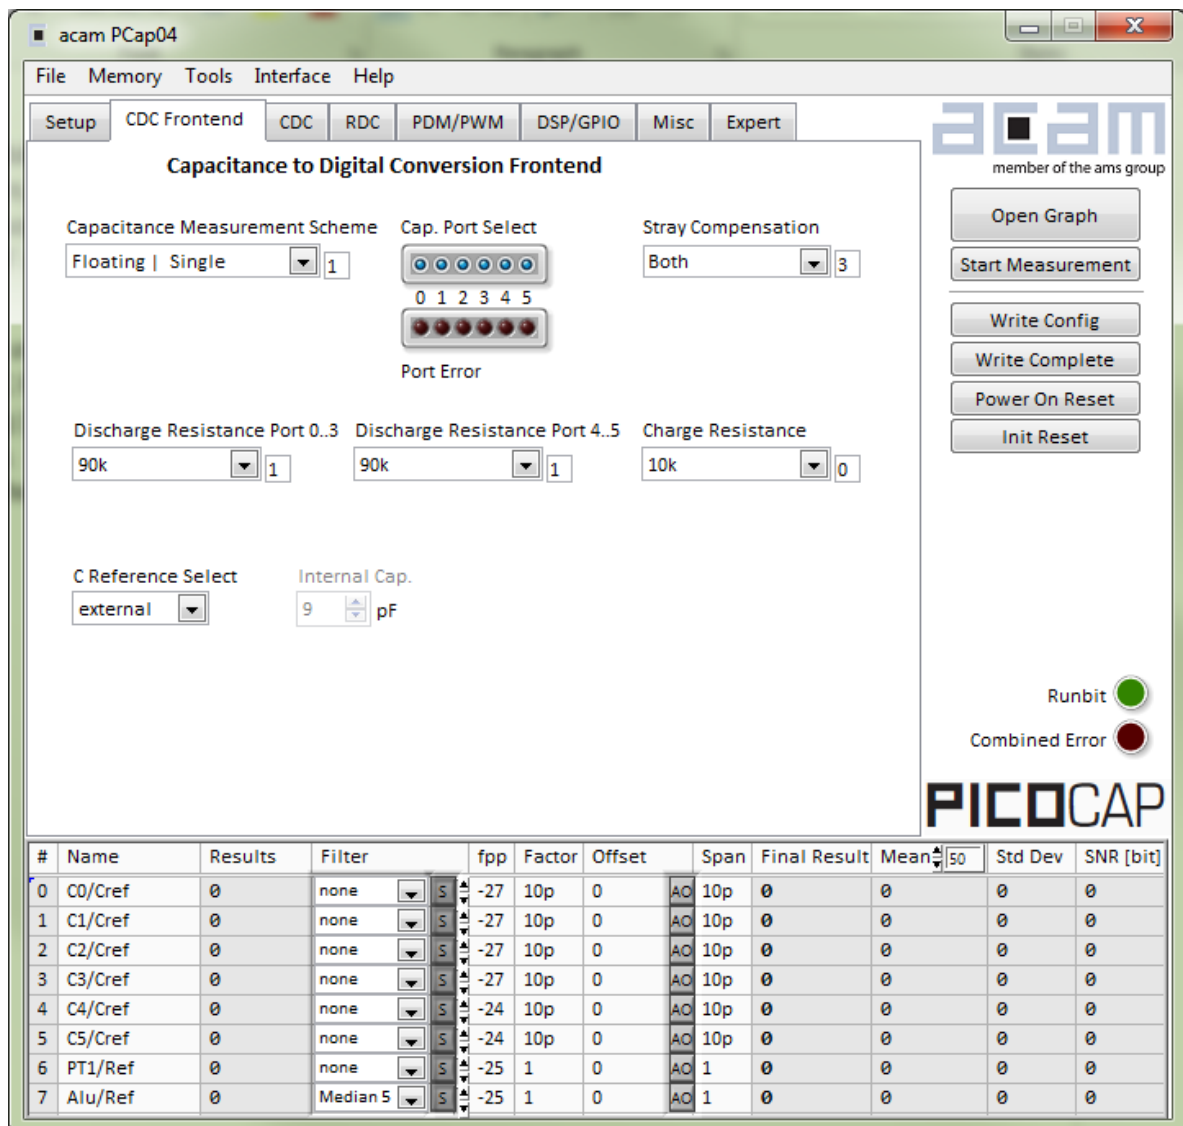 acam PCap04
File Memory Tools Interface Help
Setup CDC Frontend CDC RDC PDM/PWM DSP/GPIO Misc Expert
acam
member of the ams group
Capacitance to Digital Conversion Frontend
Capacitance Measurement Scheme Cap. Port Select Stray Compensation
Floating | Single 1 Both 3
0 1 2 3 4 5
Port Error
Discharge Resistance Port 0..3 Discharge Resistance Port 4..5 Charge Resistance
90k 1 90k 1 10k 0
C Reference Select Internal Cap.
external 9 pF
Open Graph
Start Measurement
Write Config
Write Complete
Power On Reset
Init Reset
Runbit
Combined Error
PICOCAP
# Name Results Filter fpp Factor Offset Span Final Result Mean 50 Std Dev SNR [bit]
0 C0/Cref 0 none S -27 10p 0 AO 10p 0 0 0 0
1 C1/Cref 0 none S -27 10p 0 AO 10p 0 0 0 0
2 C2/Cref 0 none S -27 10p 0 AO 10p 0 0 0 0
3 C3/Cref 0 none S -27 10p 0 AO 10p 0 0 0 0
4 C4/Cref 0 none S -24 10p 0 AO 10p 0 0 0 0
5 C5/Cref 0 none S -24 10p 0 AO 10p 0 0 0 0
6 PT1/Ref 0 none S -25 1 0 AO 1 0 0 0 0
7 Alu/Ref 0 Median 5 S -25 1 0 AO 1 0 0 0 0